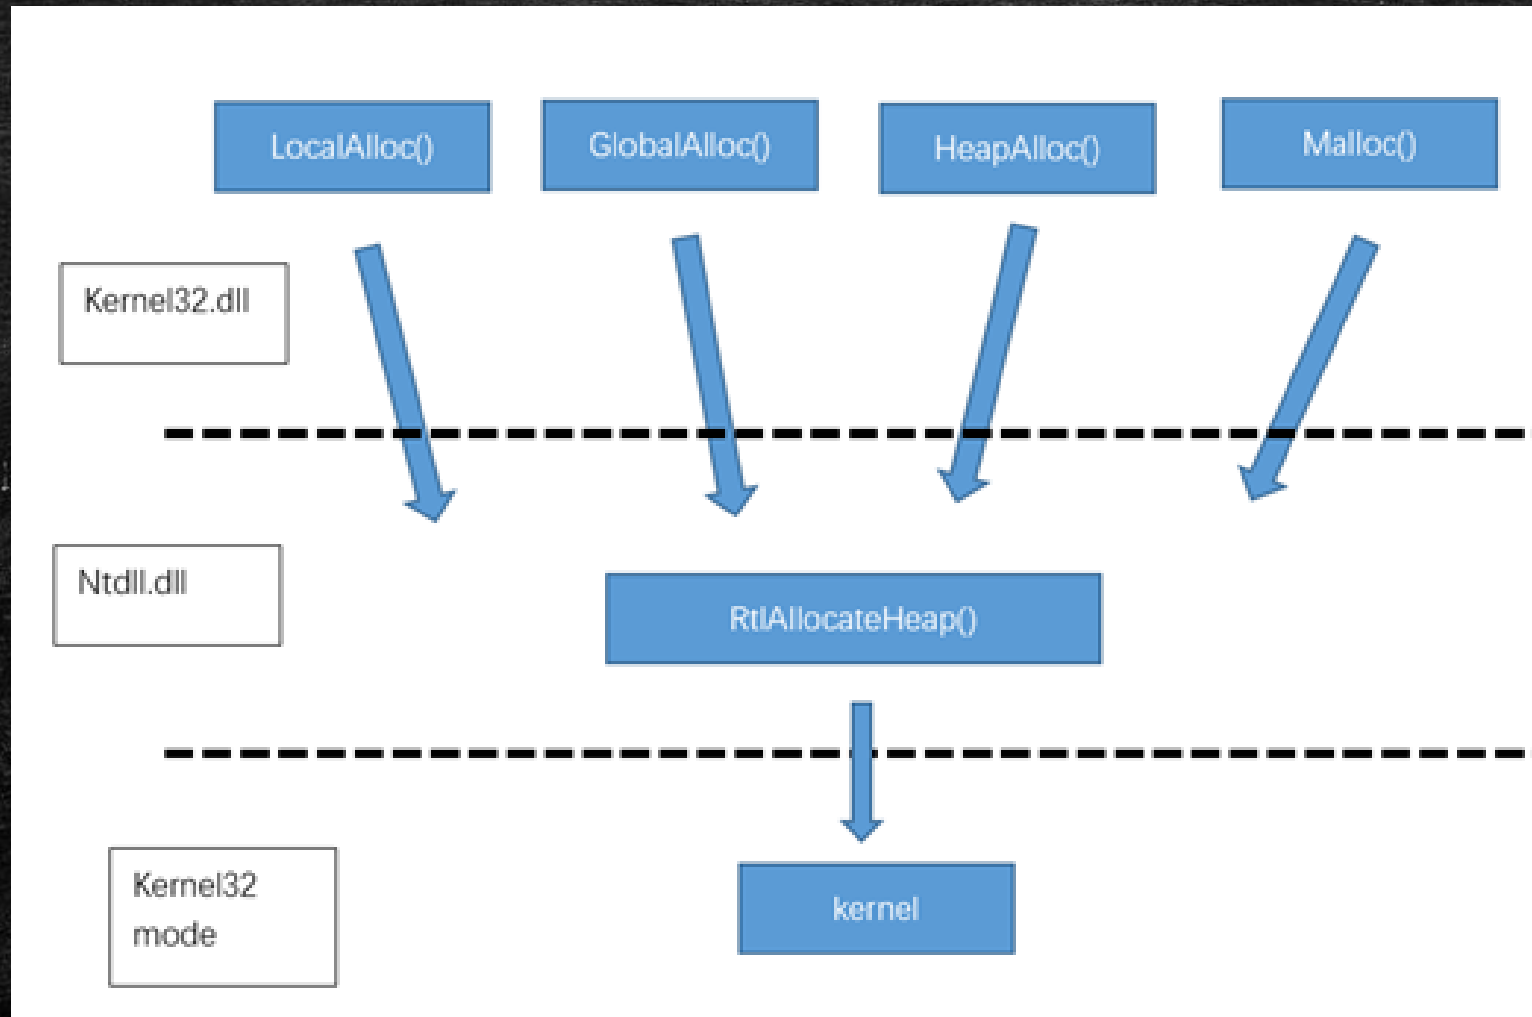 LocalAlloc()
GlobalAlloc()
HeapAlloc()
Malloc()
Kernel32.dll
Ntdll.dll
RtlAllocateHeap()
Kernel32
mode
kernel